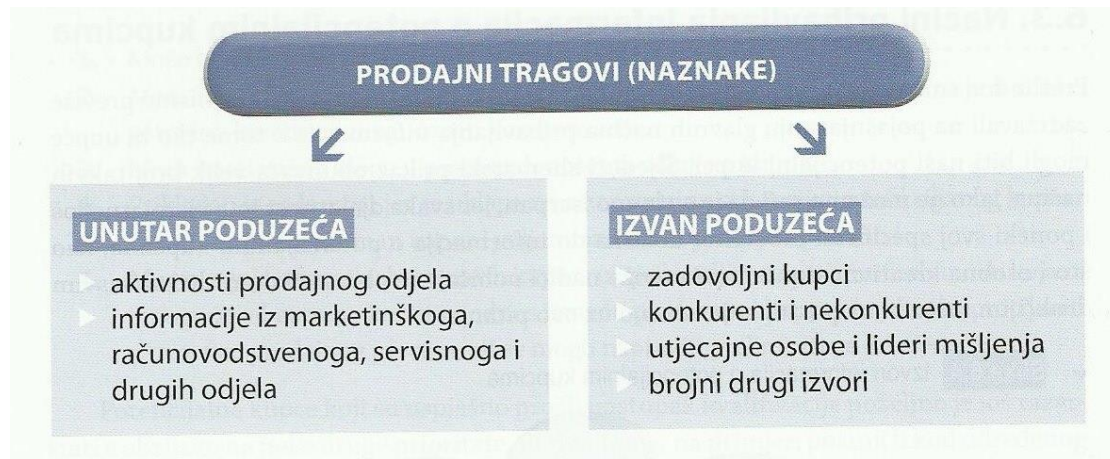 PRODAJNI TRAGOVI (NAZNAKE)
UNUTAR PODUZEĆA
aktivnosti prodajnog odjela
informacije iz marketinškoga,
računovodstvenoga, servisnoga i
drugih odjela
IZVAN PODUZEĆA
zadovoljni kupci
konkurenti i nekonkurenti
utjecajne osobe i lideri mišljenja
brojni drugi izvori